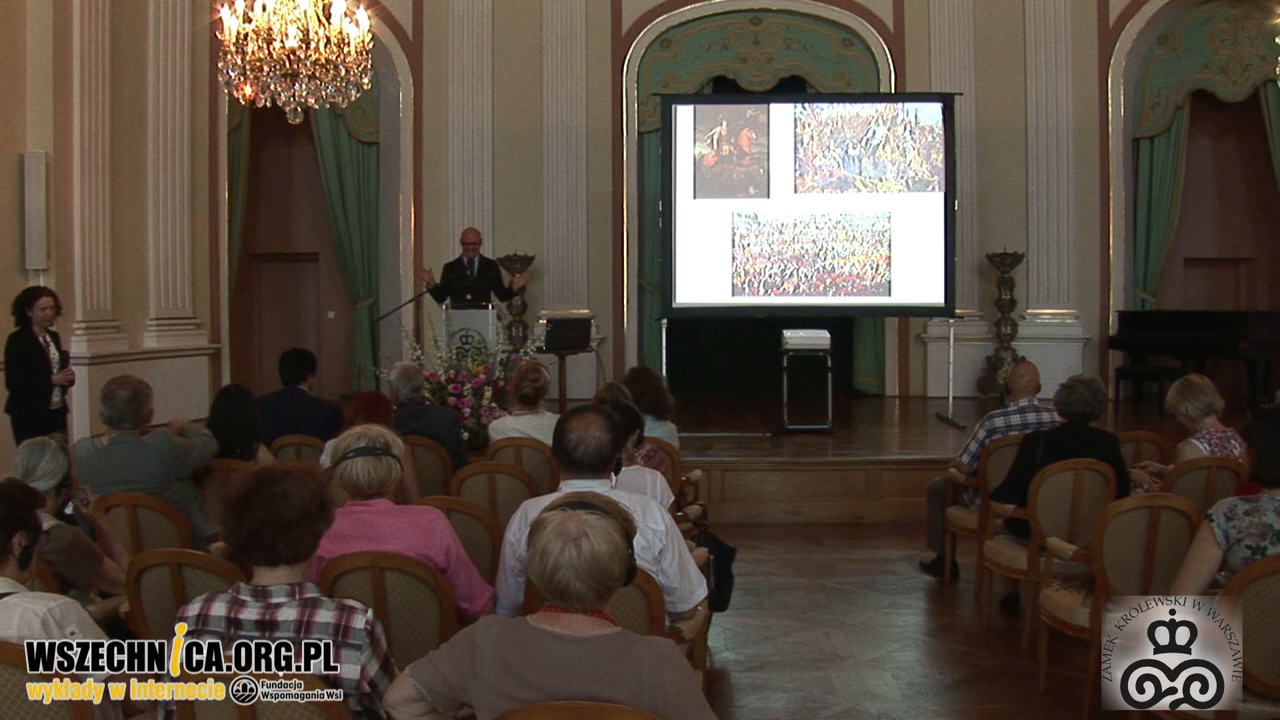 WSZECHNICA.ORG.PL
wykłady w internecie
Fundacja
Wspomagania Wsi
ZAMEK KRÓLEWSKI W WARSZAWIE